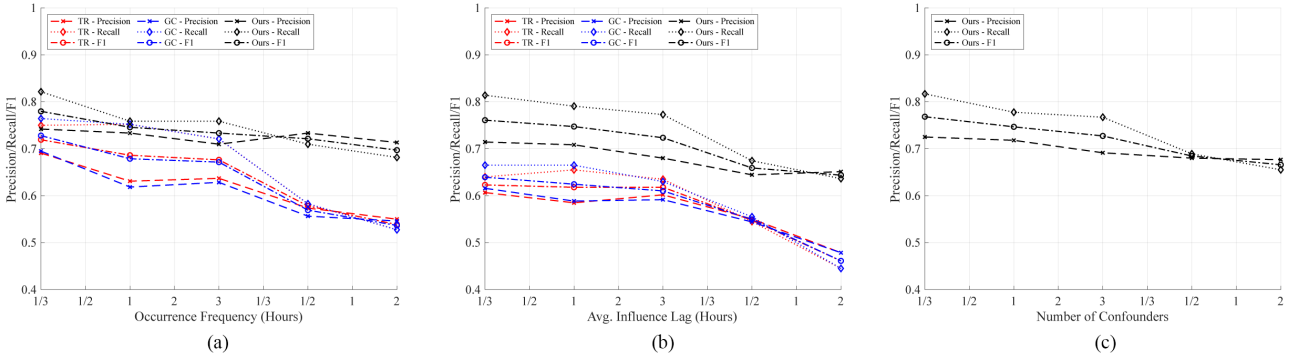 TR - Precision
TR - Recall
TR - F1
GC - Precision
GC - Recall
GC - F1
Ours - Precision
Ours - Recall
Ours - F1
Precision/Recall/F1
1
0.9
0.8
0.7
0.6
0.5
0.4
1/3 1/2 1 2 3 1/3 1/2 1 2
Occurrence Frequency (Hours)
(a)
TR - Precision
TR - Recall
TR - F1
GC - Precision
GC - Recall
GC - F1
Ours - Precision
Ours - Recall
Ours - F1
Precision/Recall/F1
1
0.9
0.8
0.7
0.6
0.5
0.4
1/3 1/2 1 2 3 1/3 1/2 1 2
Avg. Influence Lag (Hours)
(b)
Ours - Precision
Ours - Recall
Ours - F1
Precision/Recall/F1
1
0.9
0.8
0.7
0.6
0.5
0.4
1/3 1/2 1 2 3 1/3 1/2 1 2
Number of Confounders
(c)